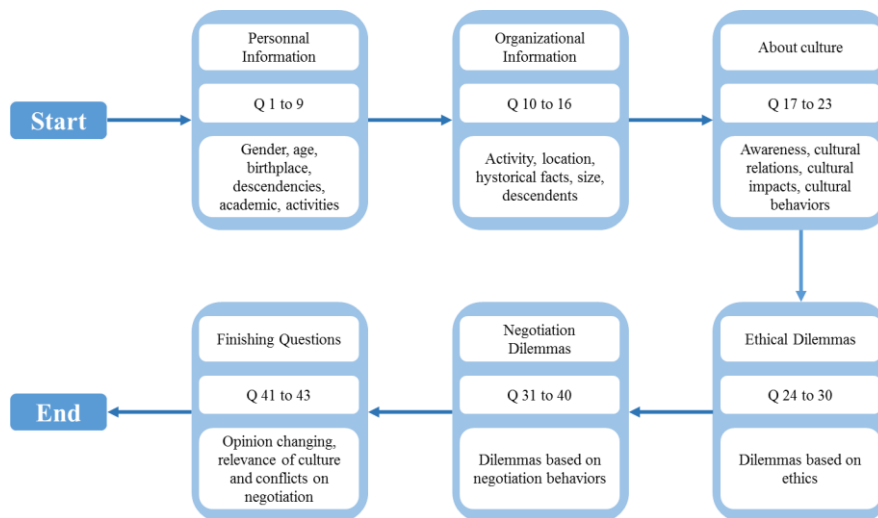 Start
Personnal
Information
Q 1 to 9
Gender, age,
birthplace,
descendencies,
academic, activities
Organizational
Information
Q 10 to 16
Activity, location,
hystorical facts, size,
descendents
About culture
Q 17 to 23
Awareness, cultural
relations, cultural
impacts, cultural
behaviors
Ethical Dilemmas
Q 24 to 30
Dilemmas based on
ethics
Negotiation
Dilemmas
Q 31 to 40
Dilemmas based on
negotiation behaviors
Finishing Questions
Q 41 to 43
Opinion changing,
relevance of culture
and conflicts on
negotiation
End